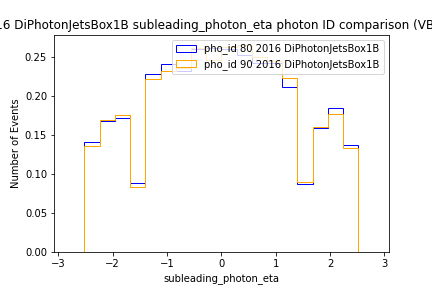 16 DiPhotonJetsBox1B subleading_photon_eta photon ID comparison (VB
pho_id 80 2016 DiPhotonJetsBox1B
pho_id 90 2016 DiPhotonJetsBox1B
0.25
0.20
0.15
0.10
0.05
0.00
Number of Events
−3 −2 −1 0 1 2 3
subleading_photon_eta